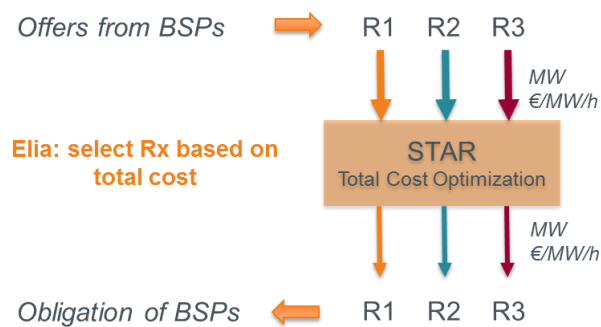 Offers from BSPs R1 R2 R3
MW
€/MW/h
Elia: select Rx based on
total cost
STAR
Total Cost Optimization
MW
€/MW/h
Obligation of BSPs R1 R2 R3